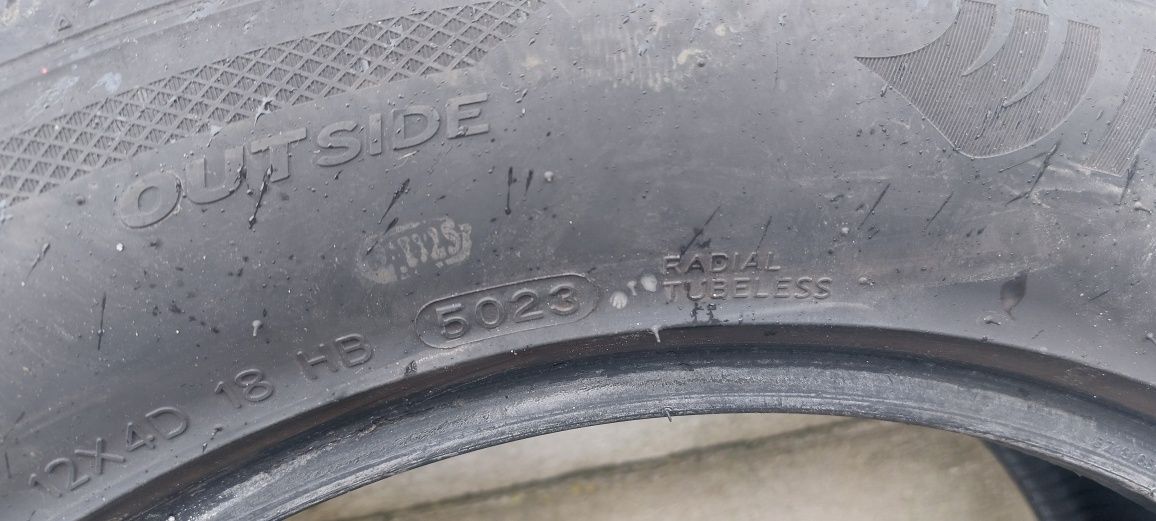 OUTSIDE
RADIAL
TUBELESS
12X4D 18 HB 5023